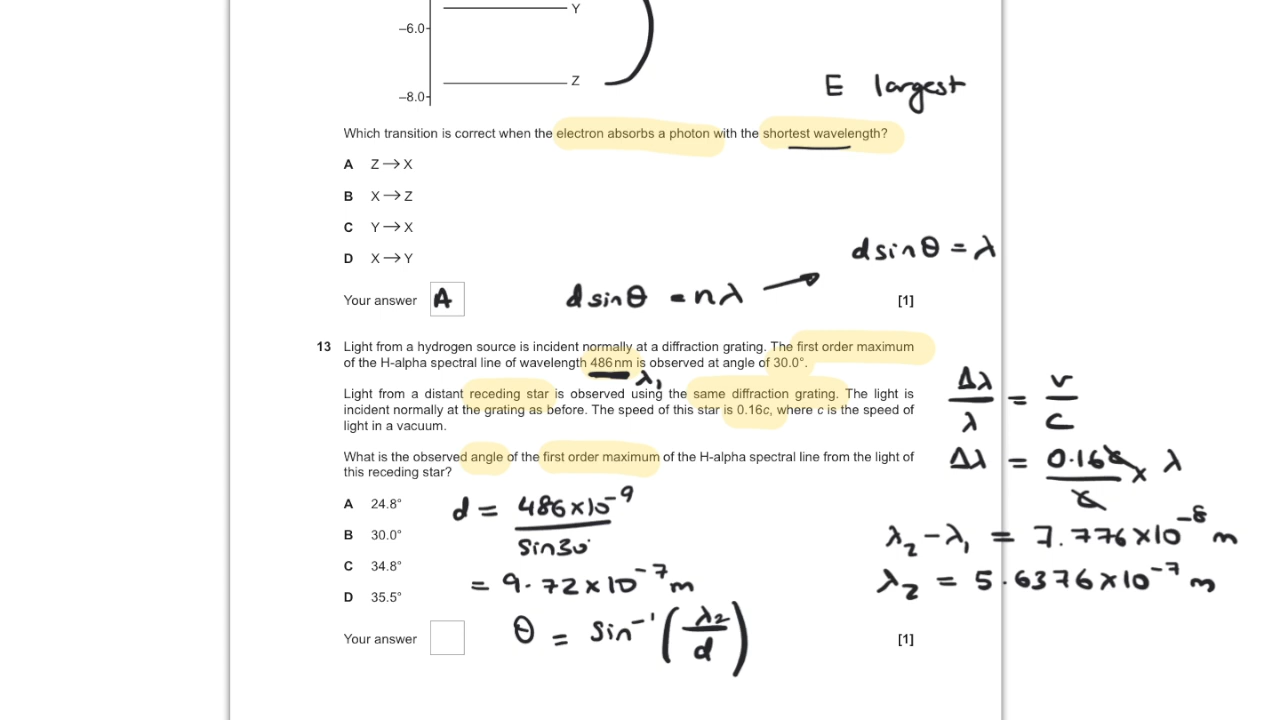 Y
–6.0
Z
–8.0
E largest
Which transition is correct when the electron absorbs a photon with the shortest wavelength?
A Z → X
B X → Z
C Y → X
D X → Y
Your answer A
[1]
d sinθ = nλ → d sinθ = λ
13 Light from a hydrogen source is incident normally at a diffraction grating. The first order maximum
of the H-alpha spectral line of wavelength 486 nm is observed at angle of 30.0°.
λ₁
Light from a distant receding star is observed using the same diffraction grating. The light is
incident normally at the grating as before. The speed of this star is 0.16c, where c is the speed of
light in a vacuum.
What is the observed angle of the first order maximum of the H-alpha spectral line from the light of
this receding star?
A 24.8°
B 30.0°
C 34.8°
D 35.5°
Your answer
[1]
d = 486×10⁻⁹ / sin30°
= 9.72×10⁻⁷ m
θ = sin⁻¹ (λ₂ / d)
Δλ / λ = v / c
Δλ = 0.16c / c × λ
λ₂ – λ₁ = 7.776×10⁻⁸ m
λ₂ = 5.6376×10⁻⁷ m